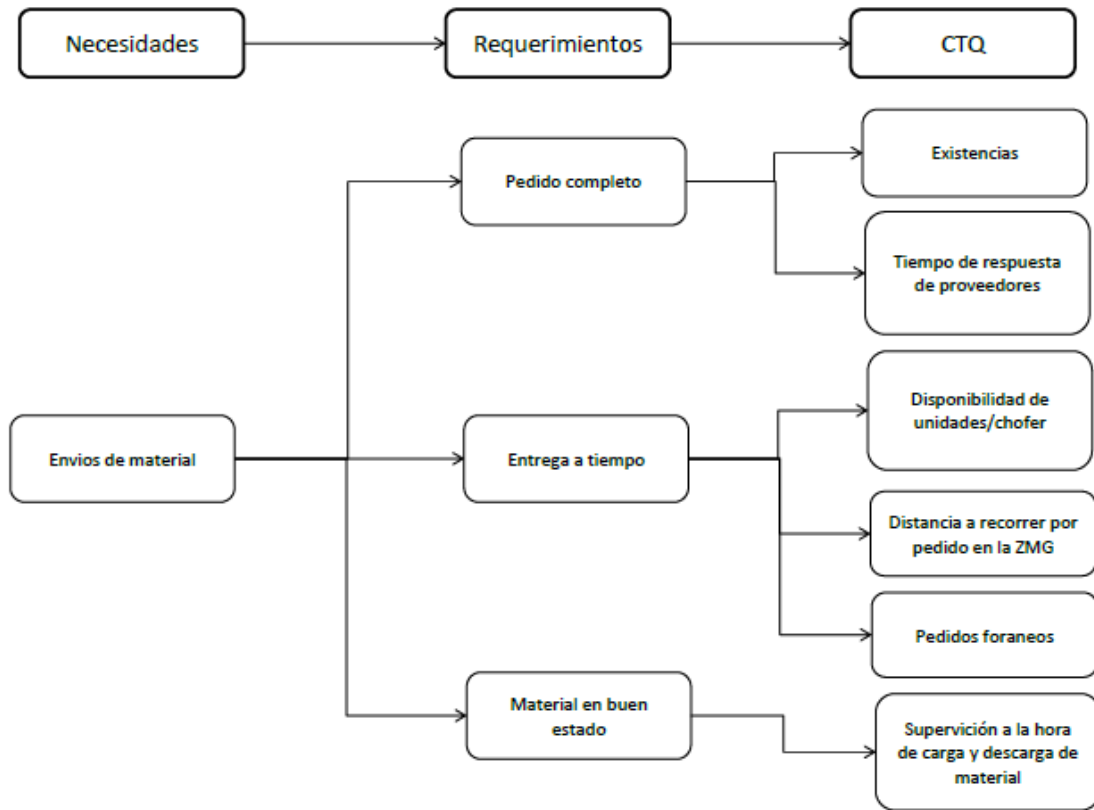 Necesidades
Requerimientos
CTQ
Existencias
Pedido completo
Tiempo de respuesta
de proveedores
Disponibilidad de
unidades/chofer
Envios de material
Entrega a tiempo
Distancia a recorrer por
pedido en la ZMG
Pedidos foraneos
Material en buen
estado
Supervición a la hora
de carga y descarga de
material